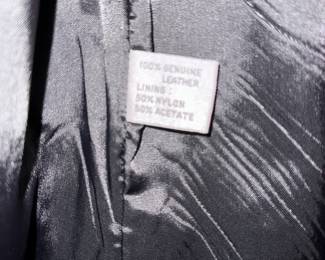 100% GENUINE
LEATHER
LINING:
50% NYLON
50% ACETATE